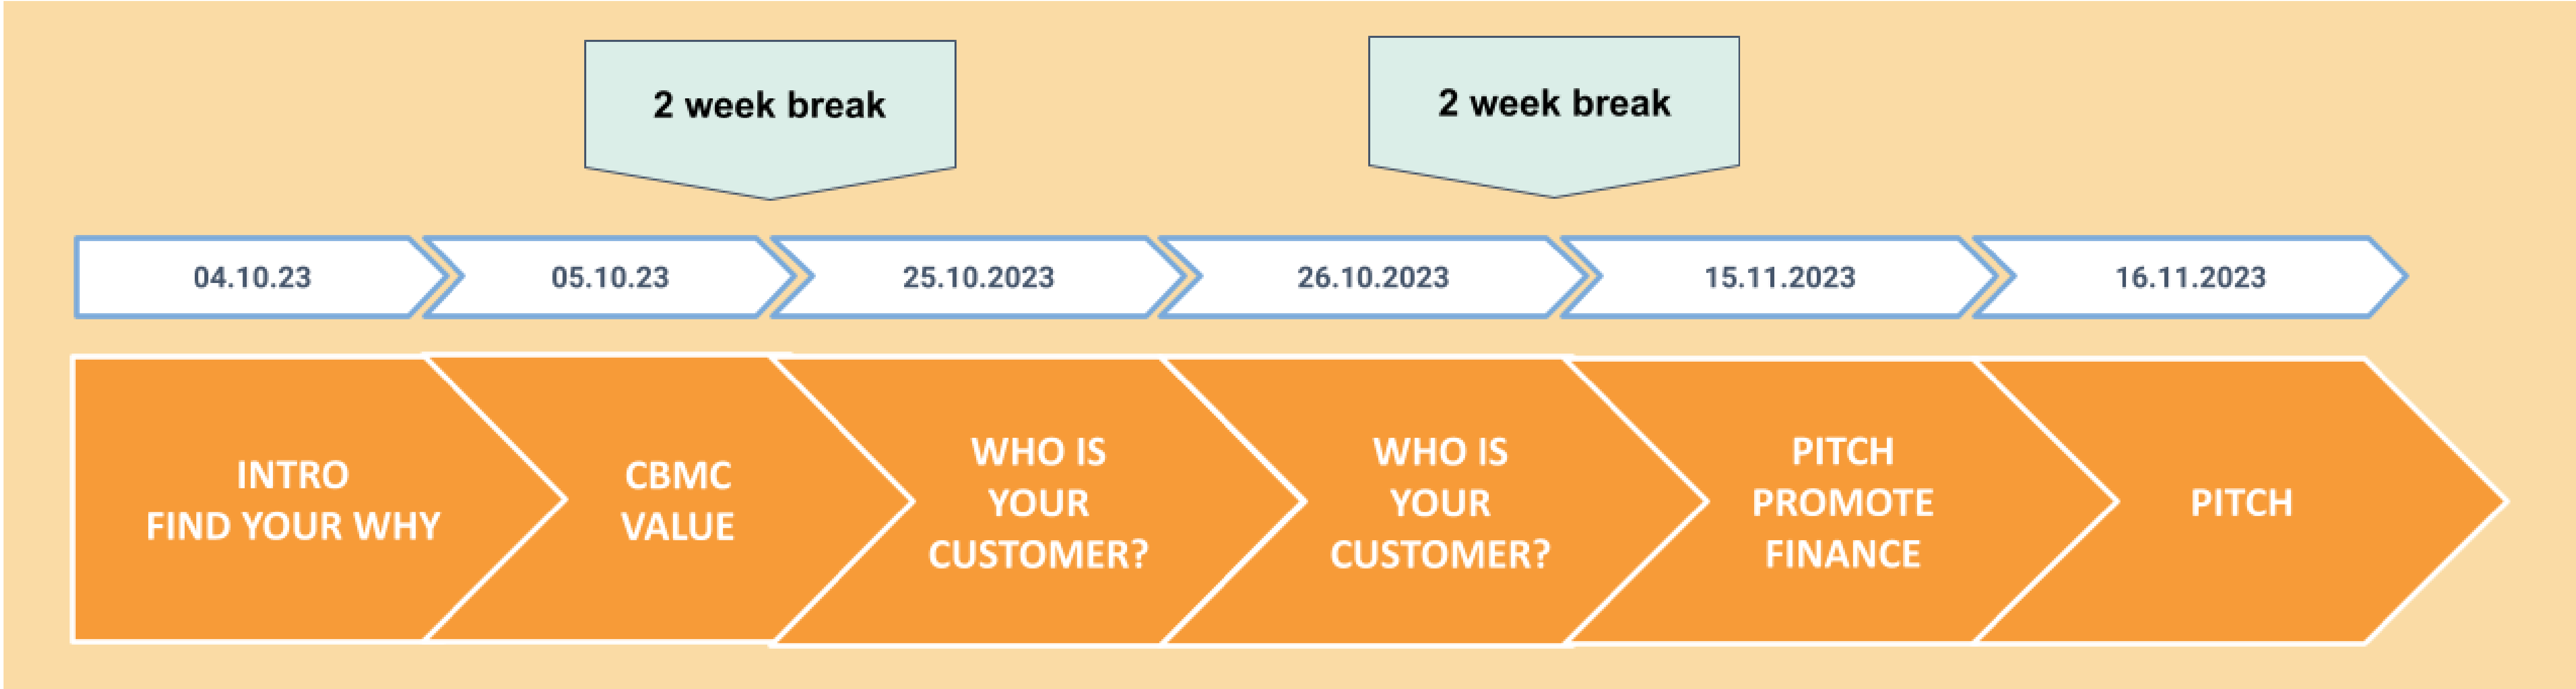 2 week break
2 week break
04.10.23
05.10.23
25.10.2023
26.10.2023
15.11.2023
16.11.2023
INTRO
FIND YOUR WHY
CBMC
VALUE
WHO IS
YOUR
CUSTOMER?
WHO IS
YOUR
CUSTOMER?
PITCH
PROMOTE
FINANCE
PITCH